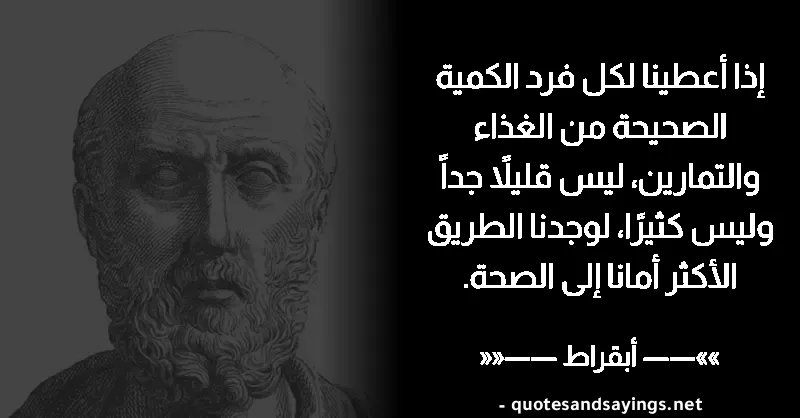 إذا أعطينا لكل فرد الكمية
الصحيحة من الغذاء
والتمارين، ليس قليلًا جداً
وليس كثيرًا، لوجدنا الطريق
الأكثر أمانا إلى الصحة.
»»—— أبقراط ——««
- quotesandsayings.net